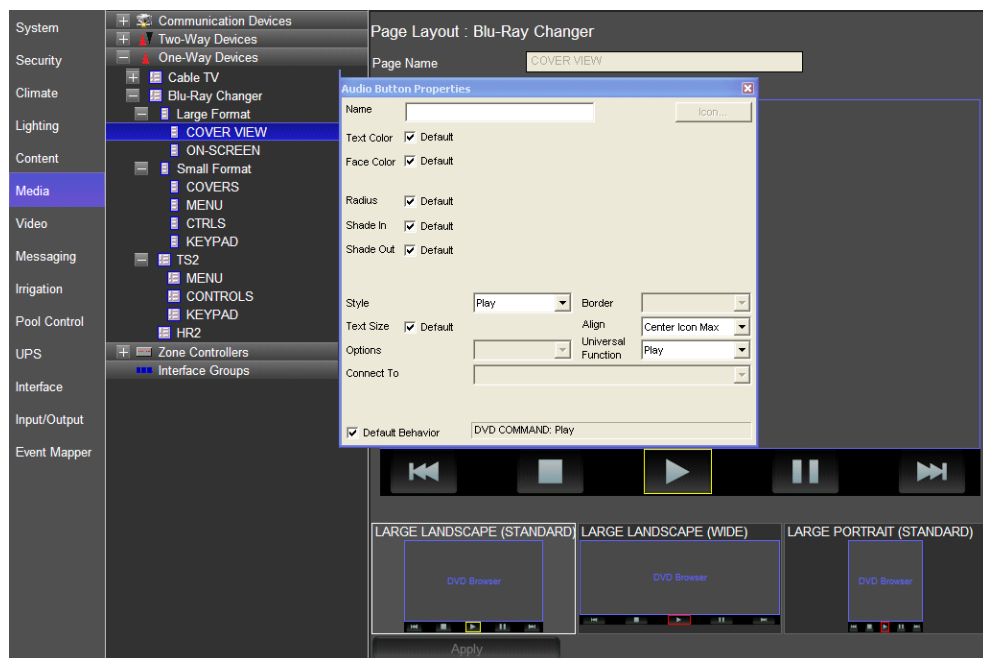 System
Security
Climate
Lighting
Content
Media
Video
Messaging
Irrigation
Pool Control
UPS
Interface
Input/Output
Event Mapper
Communication Devices
Two-Way Devices
One-Way Devices
Cable TV
Blu-Ray Changer
Large Format
COVER VIEW
ON-SCREEN
Small Format
COVERS
MENU
CTRLS
KEYPAD
TS2
MENU
CONTROLS
KEYPAD
HR2
Zone Controllers
Interface Groups
Page Layout : Blu-Ray Changer
Page Name COVER VIEW
Audio Button Properties
Name Icon...
Text Color Default
Face Color Default
Radius Default
Shade In Default
Shade Out Default
Style Play Border
Text Size Default Align Center Icon Max
Options Universal Function Play
Connect To
Default Behavior DVD COMMAND: Play
LARGE LANDSCAPE (STANDARD)
DVD Browser
LARGE LANDSCAPE (WIDE)
DVD Browser
LARGE PORTRAIT (STANDARD)
DVD Browser
Apply